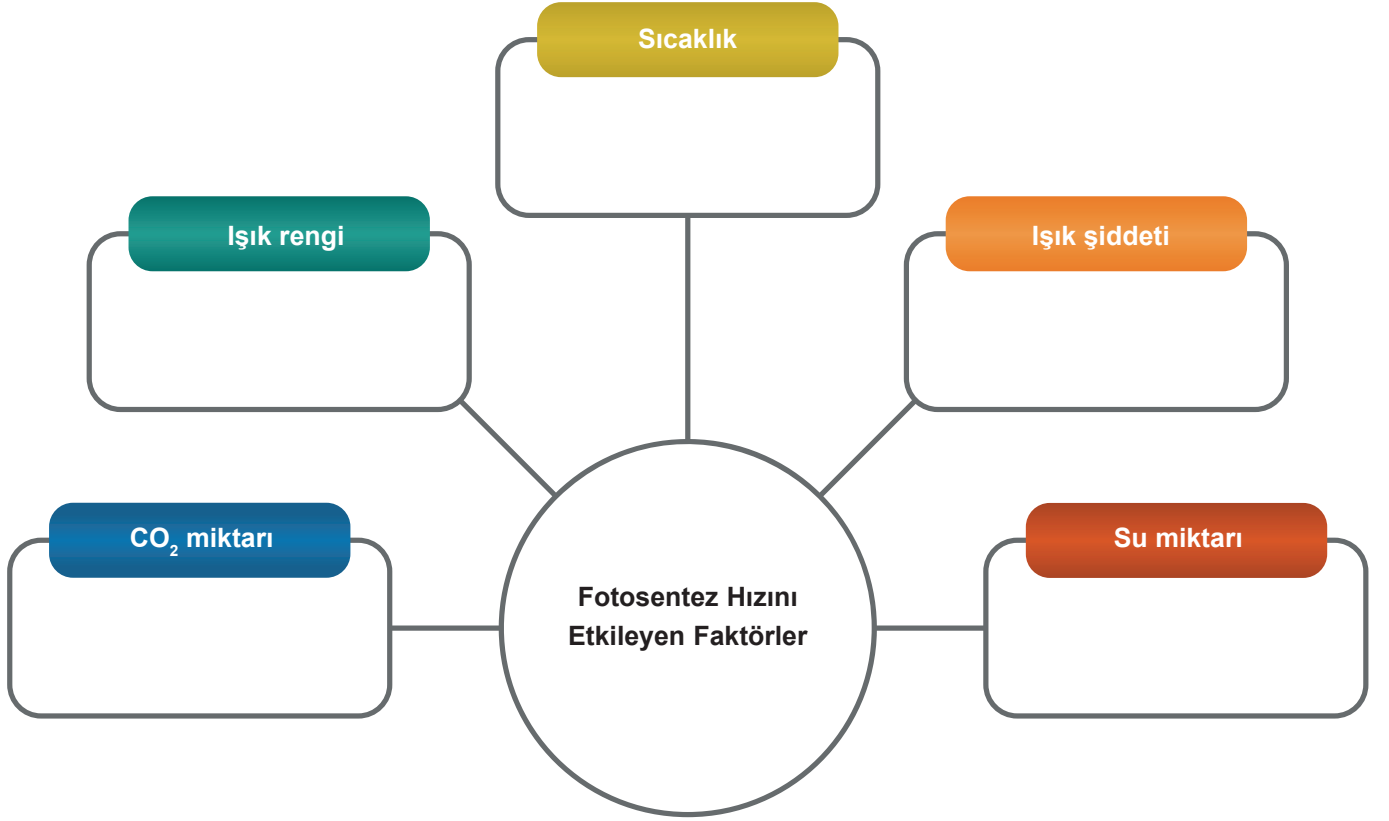 Sıcaklık
Işık rengi
Işık şiddeti
CO₂ miktarı
Su miktarı
Fotosentez Hızını
Etkileyen Faktörler